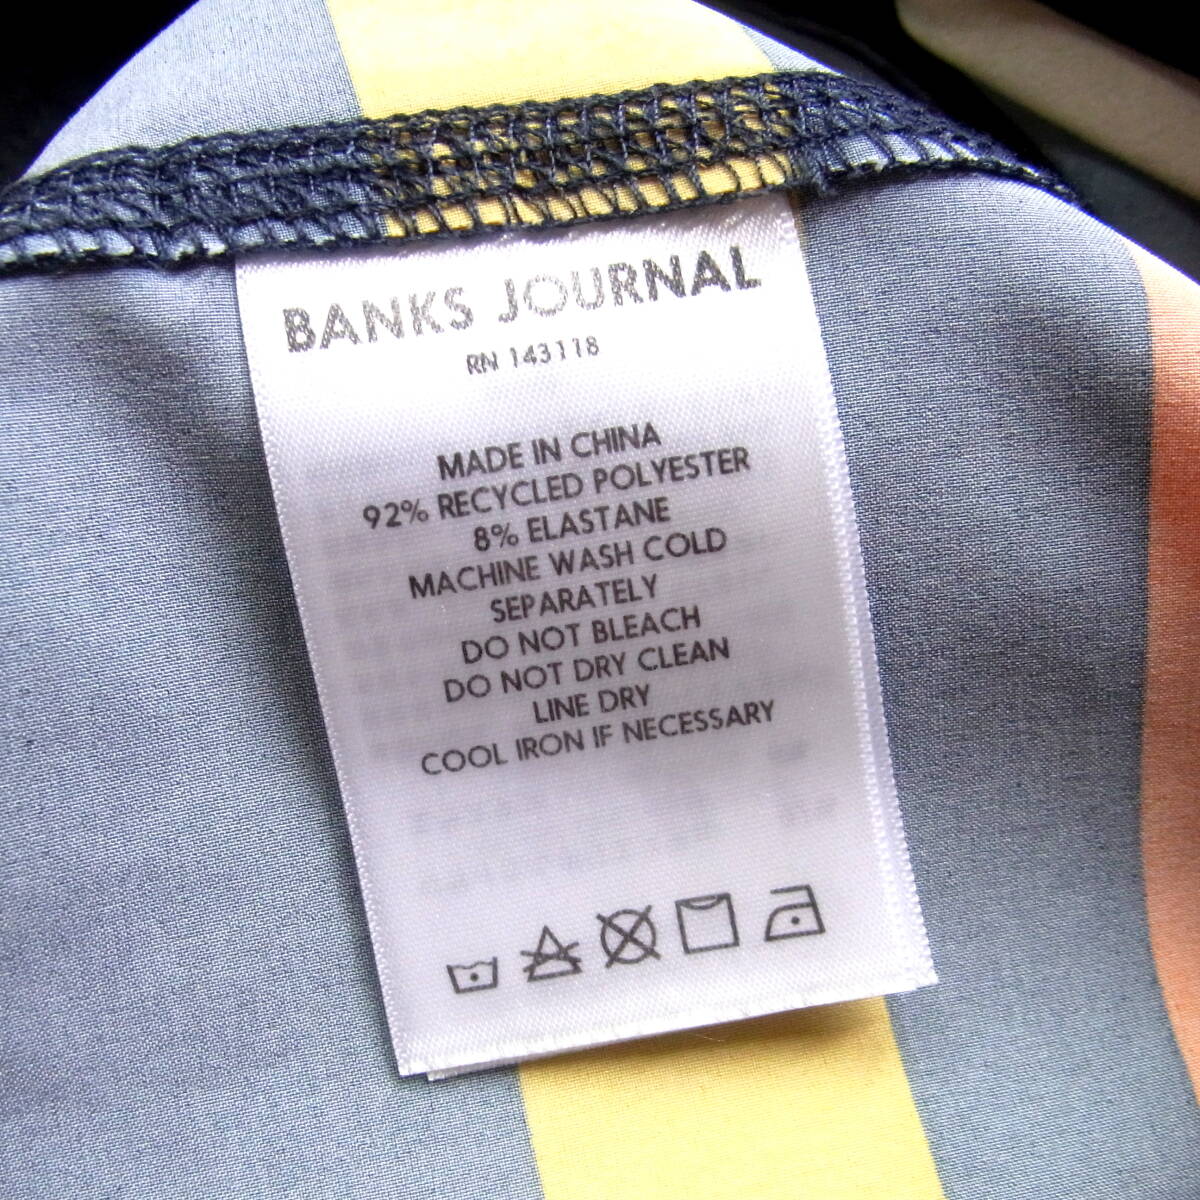 BANKS JOURNAL
RN 143118
MADE IN CHINA
92% RECYCLED POLYESTER
8% ELASTANE
MACHINE WASH COLD
SEPARATELY
DO NOT BLEACH
DO NOT DRY CLEAN
LINE DRY
COOL IRON IF NECESSARY